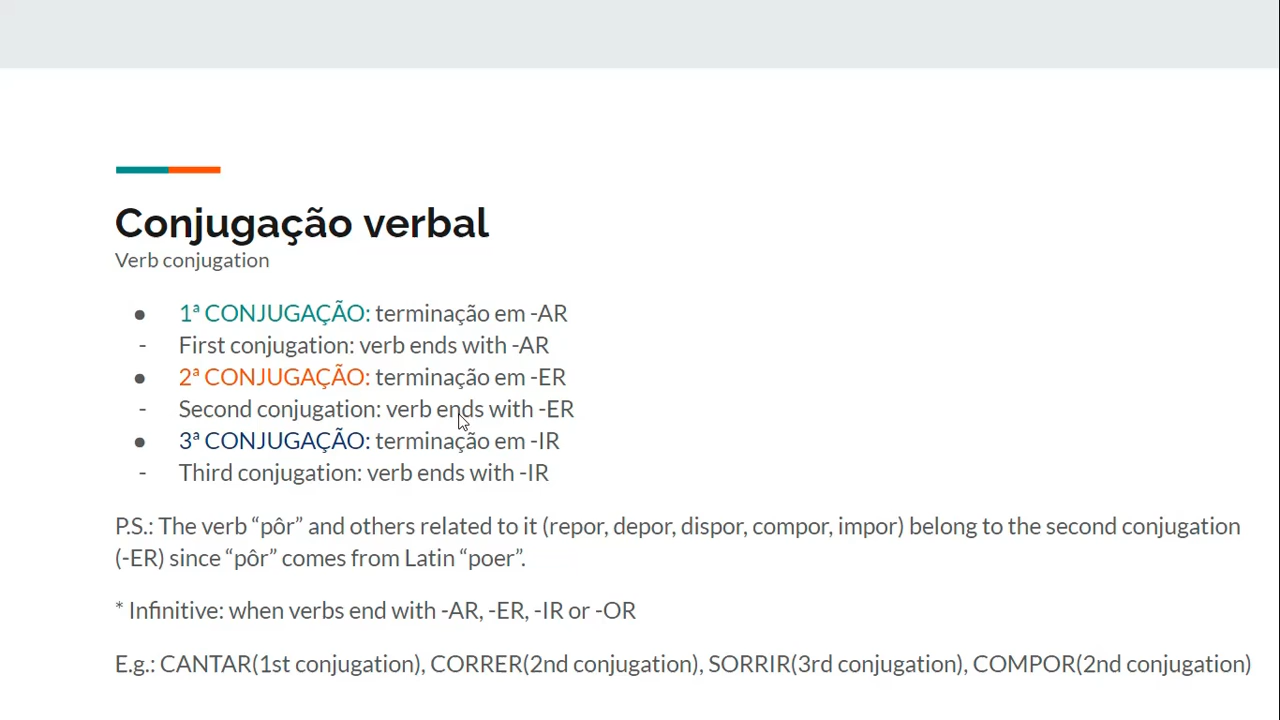 Conjugação verbal
Verb conjugation
● 1ª CONJUGAÇÃO: terminação em -AR
- First conjugation: verb ends with -AR
● 2ª CONJUGAÇÃO: terminação em -ER
- Second conjugation: verb ends with -ER
● 3ª CONJUGAÇÃO: terminação em -IR
- Third conjugation: verb ends with -IR
P.S.: The verb “pôr” and others related to it (repor, depor, dispor, compor, impor) belong to the second conjugation
(-ER) since “pôr” comes from Latin “poer”.
* Infinitive: when verbs end with -AR, -ER, -IR or -OR
E.g.: CANTAR(1st conjugation), CORRER(2nd conjugation), SORRIR(3rd conjugation), COMPOR(2nd conjugation)